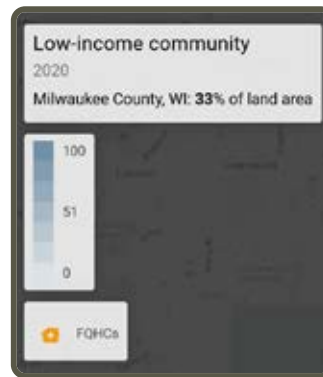 Low-income community
2020
Milwaukee County, WI: 33% of land area
100
51
0
FQHCs